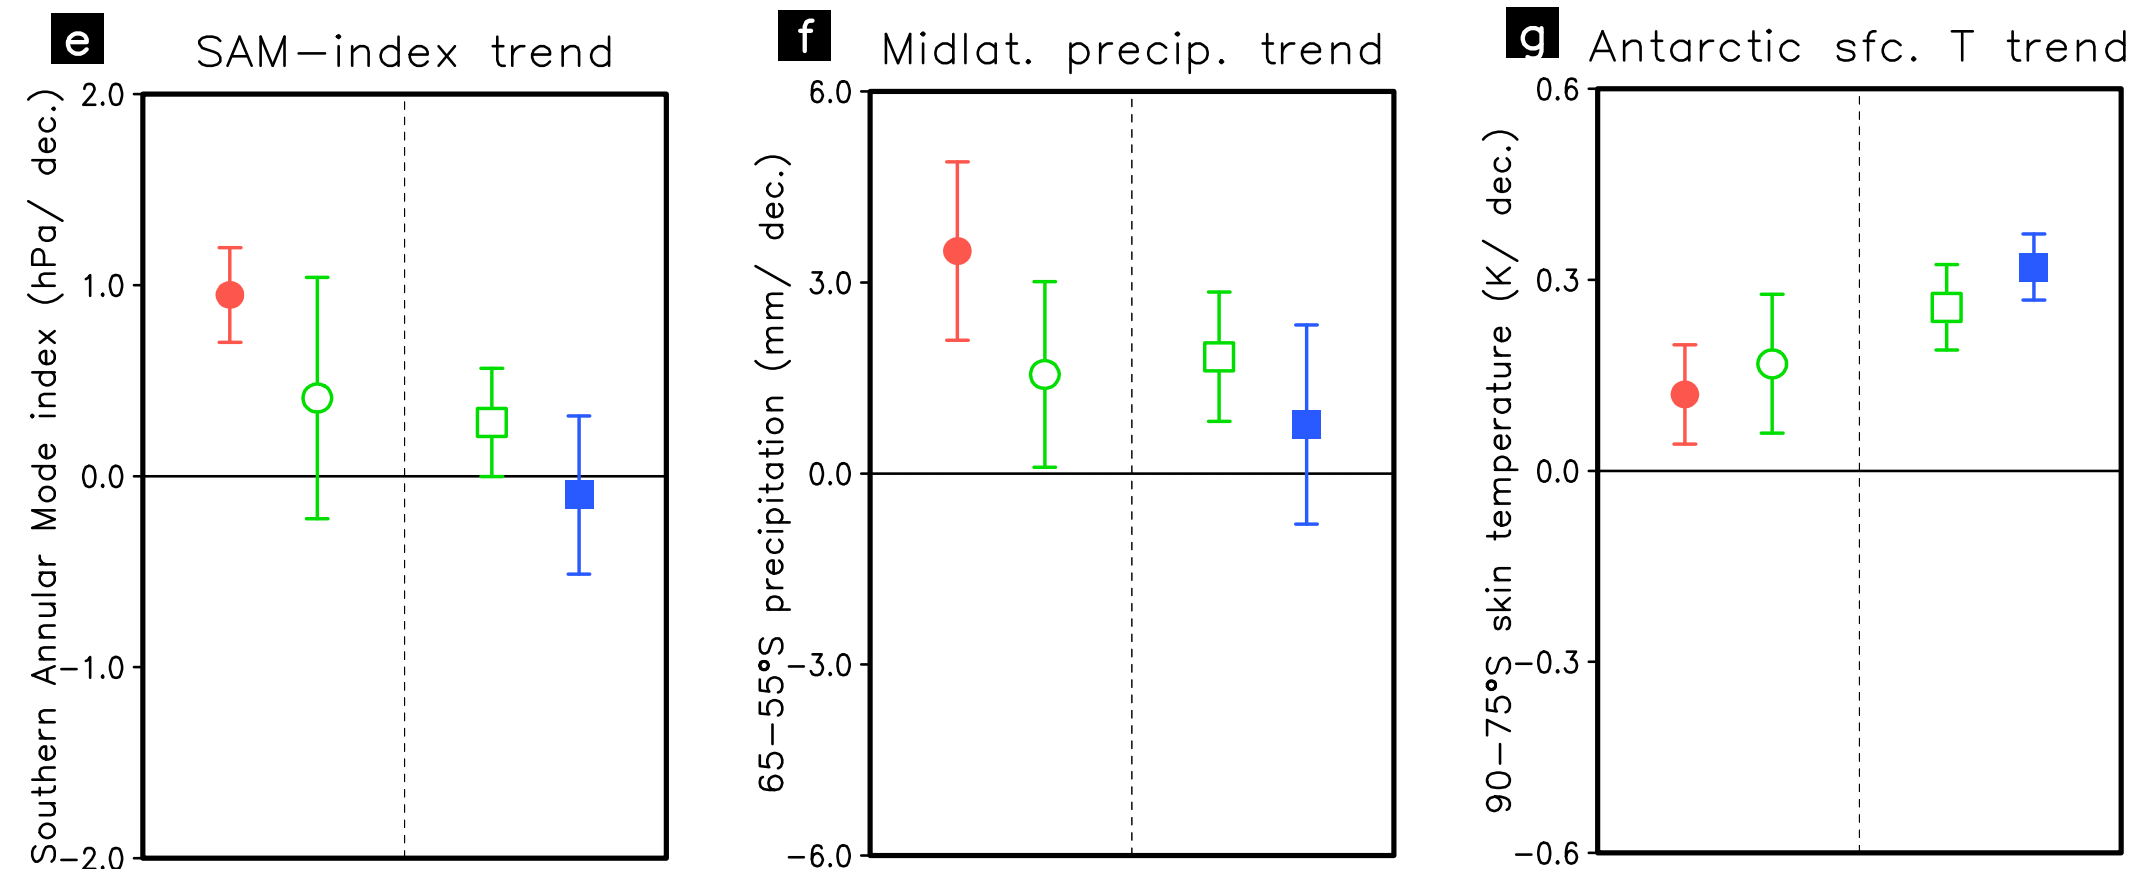 e
SAM-index trend
Southern Annular Mode index (hPa/ dec.)
2.0
1.0
0.0
-1.0
-2.0
f
Midlat. precip. trend
65-55°S precipitation (mm/ dec.)
6.0
3.0
0.0
-3.0
-6.0
g
Antarctic sfc. T trend
90-75°S skin temperature (K/ dec.)
0.6
0.3
0.0
-0.3
-0.6